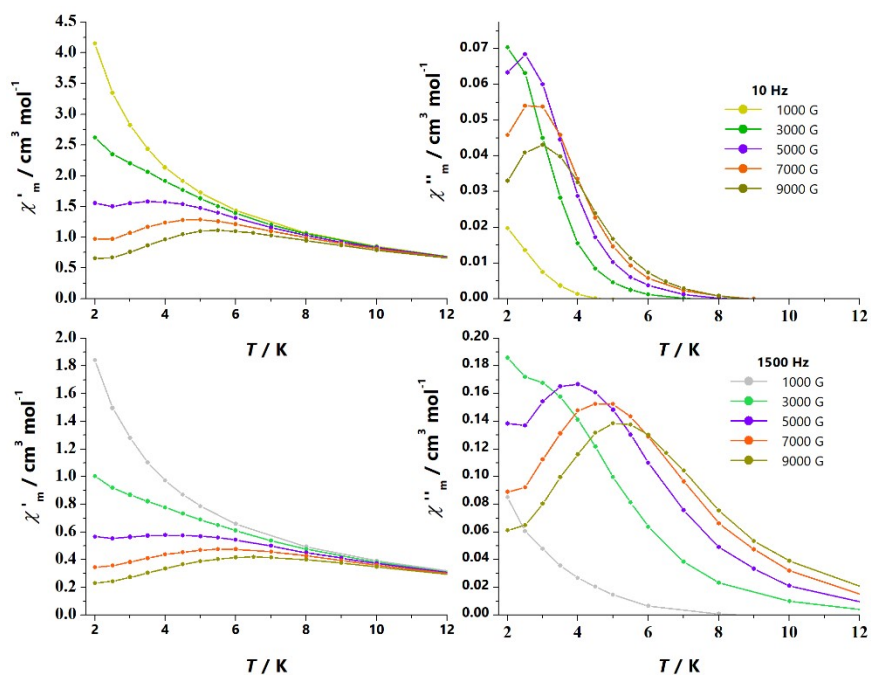 4.5
4.0
3.5
3.0
2.5
2.0
1.5
1.0
0.5
0.0
χ'm / cm³ mol⁻¹
2 4 6 8 10 12
T / K
0.07
0.06
0.05
0.04
0.03
0.02
0.01
0.00
χ''m / cm³ mol⁻¹
2 4 6 8 10 12
T / K
10 Hz
1000 G
3000 G
5000 G
7000 G
9000 G
2.0
1.8
1.6
1.4
1.2
1.0
0.8
0.6
0.4
0.2
0.0
χ'm / cm³ mol⁻¹
2 4 6 8 10 12
T / K
0.20
0.18
0.16
0.14
0.12
0.10
0.08
0.06
0.04
0.02
0.00
χ''m / cm³ mol⁻¹
2 4 6 8 10 12
T / K
1500 Hz
1000 G
3000 G
5000 G
7000 G
9000 G